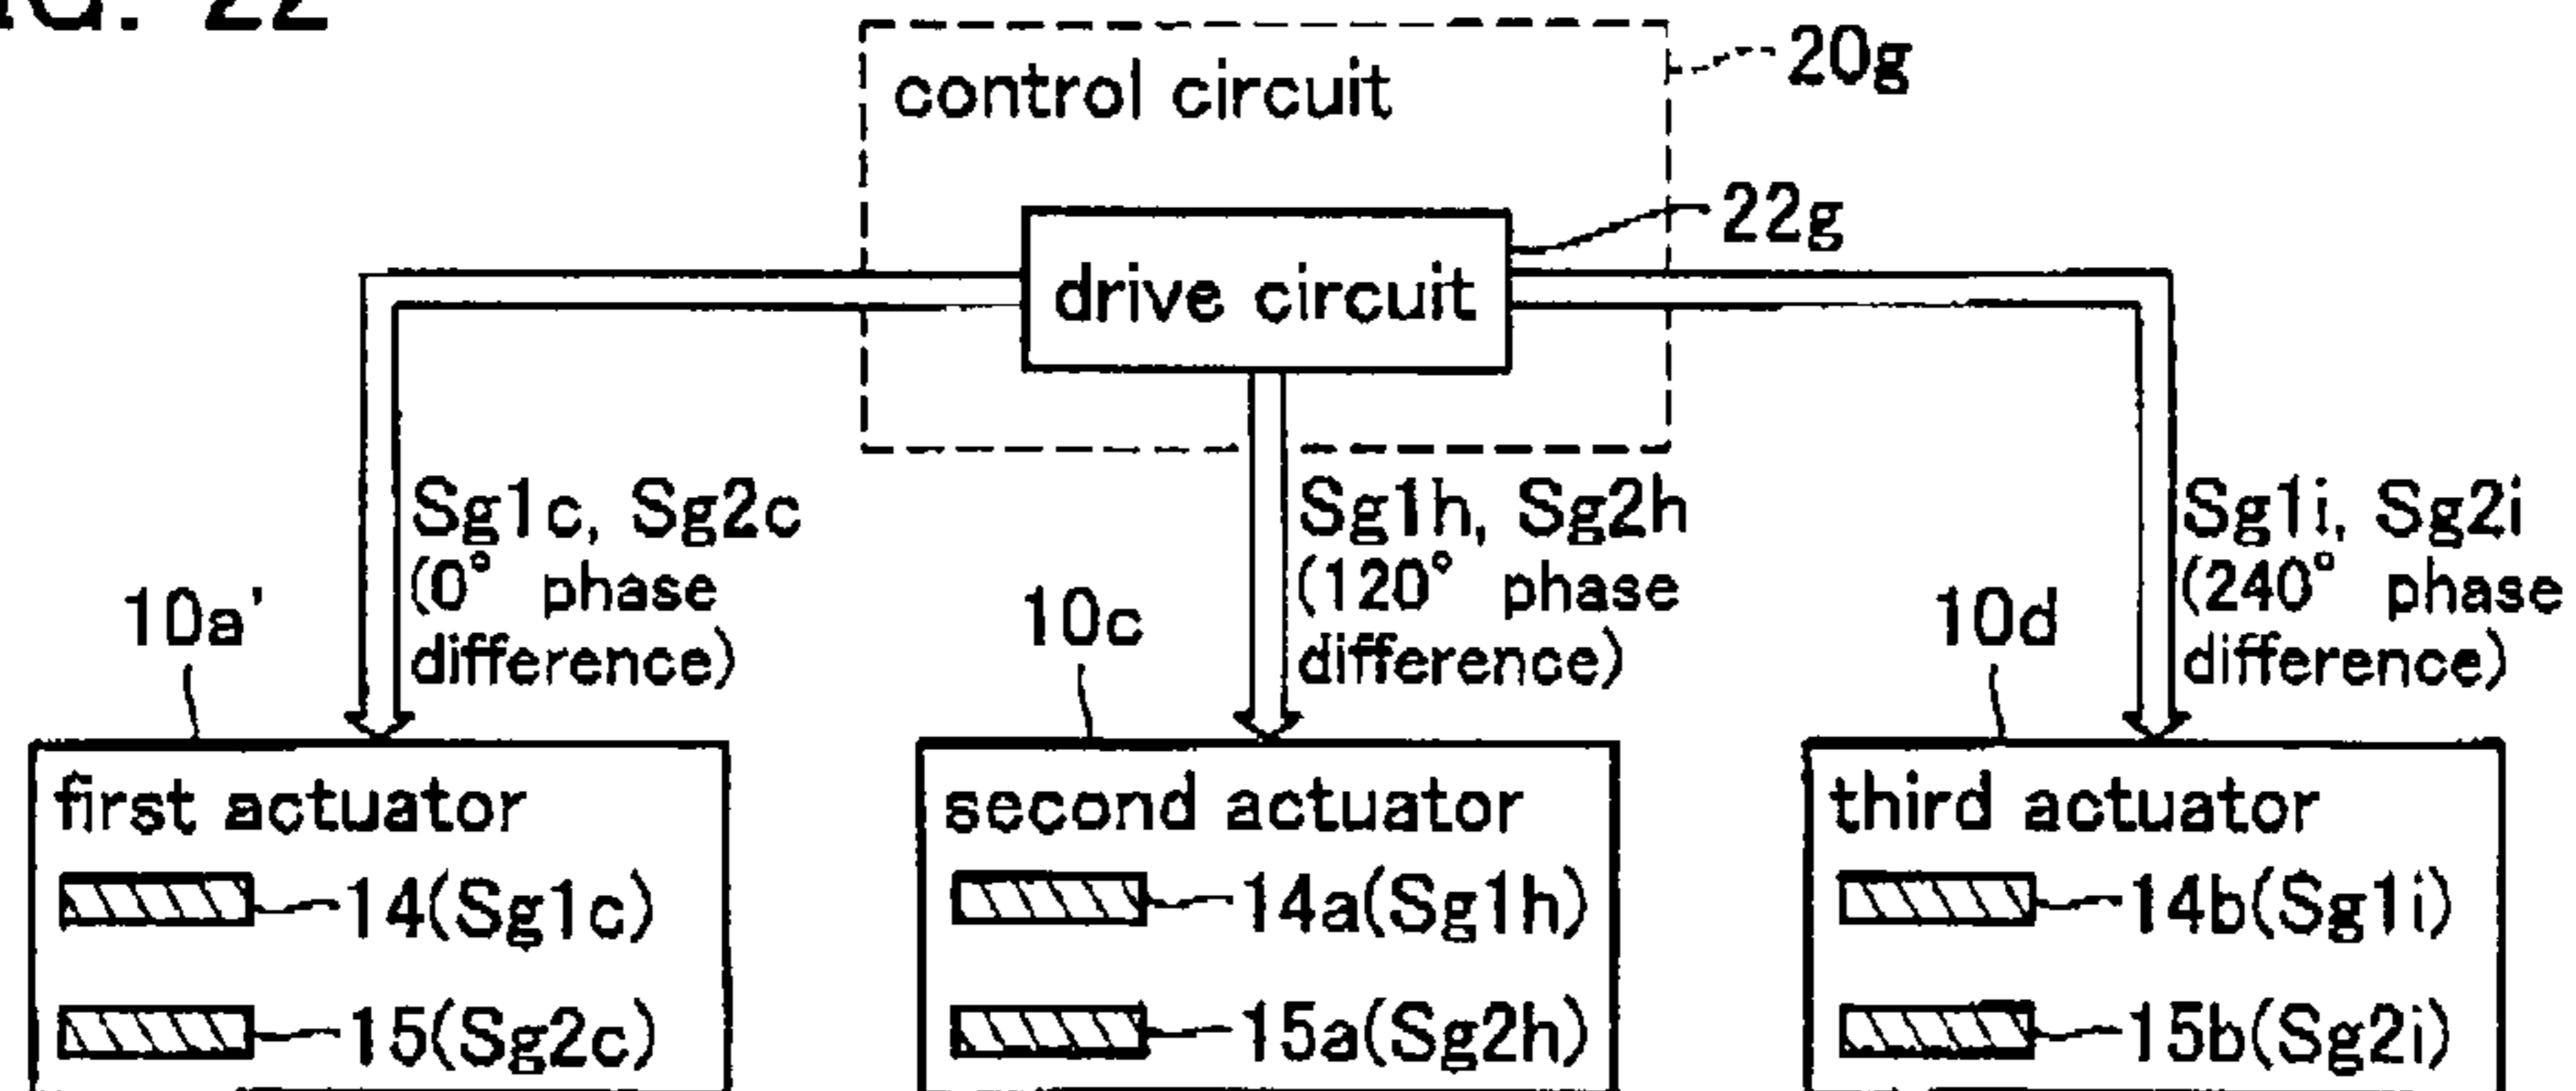 FIG. 22
control circuit
20g
22g
drive circuit
Sg1c, Sg2c
(0° phase
difference)
Sg1h, Sg2h
(120° phase
difference)
Sg1i, Sg2i
(240° phase
difference)
10a'
10c
10d
first actuator
14(Sg1c)
15(Sg2c)
second actuator
14a(Sg1h)
15a(Sg2h)
third actuator
14b(Sg1i)
15b(Sg2i)